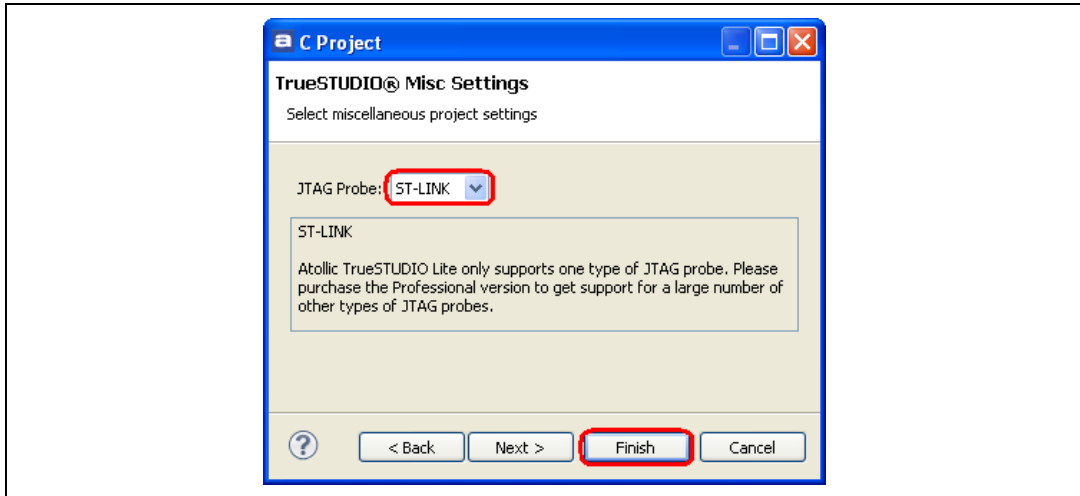 C Project
TrueSTUDIO® Misc Settings
Select miscellaneous project settings
JTAG Probe: ST-LINK
ST-LINK
Atollic TrueSTUDIO Lite only supports one type of JTAG probe. Please
purchase the Professional version to get support for a large number of
other types of JTAG probes.
< Back Next > Finish Cancel